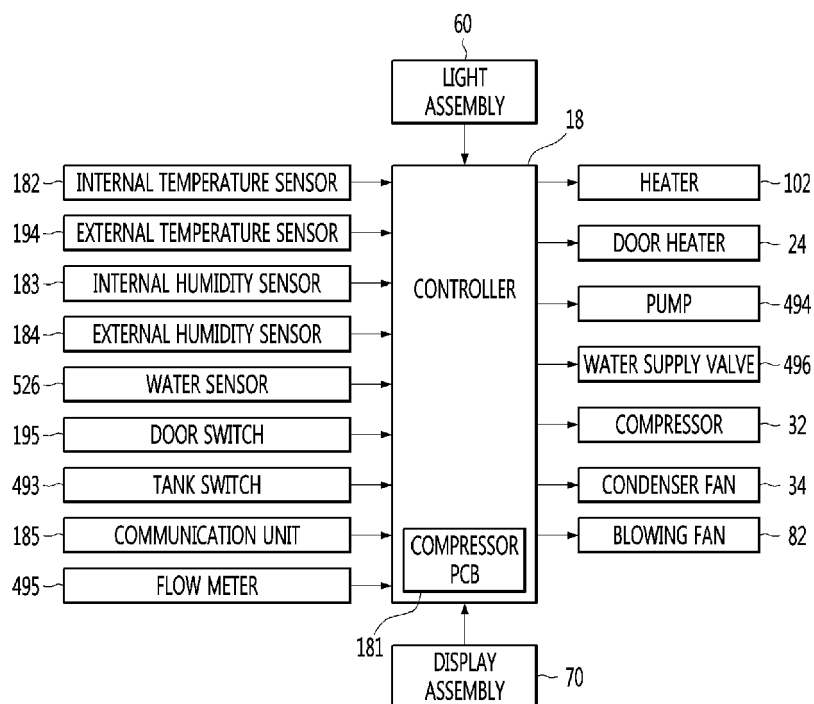 60
LIGHT
ASSEMBLY
18
182
INTERNAL TEMPERATURE SENSOR
194
EXTERNAL TEMPERATURE SENSOR
183
INTERNAL HUMIDITY SENSOR
184
EXTERNAL HUMIDITY SENSOR
526
WATER SENSOR
195
DOOR SWITCH
493
TANK SWITCH
185
COMMUNICATION UNIT
495
FLOW METER
CONTROLLER
COMPRESSOR
PCB
181
HEATER
102
DOOR HEATER
24
PUMP
494
WATER SUPPLY VALVE
496
COMPRESSOR
32
CONDENSER FAN
34
BLOWING FAN
82
DISPLAY
ASSEMBLY
70